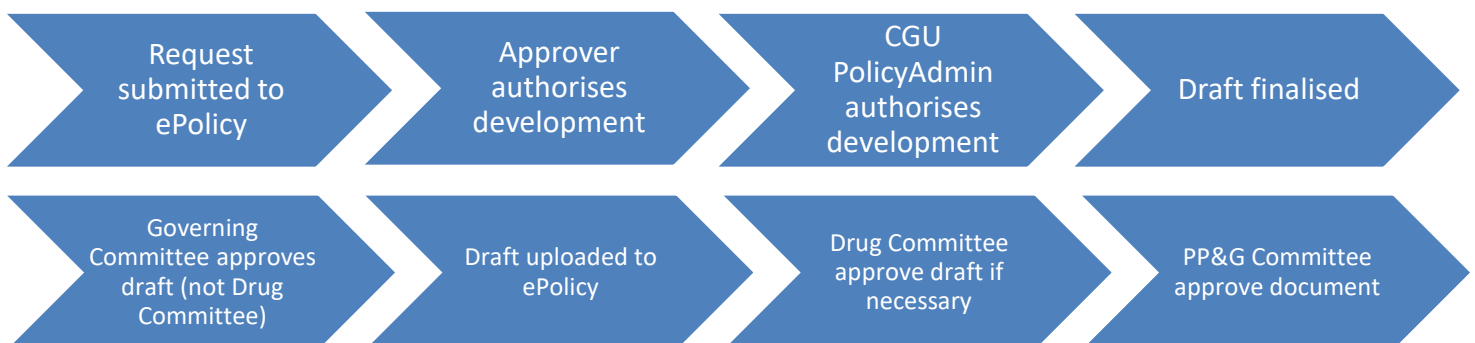 Request
submitted to
ePolicy
Approver
authorises
development
CGU
PolicyAdmin
authorises
development
Draft finalised
Governing
Committee approves
draft (not Drug
Committee)
Draft uploaded to
ePolicy
Drug Committee
approve draft if
necessary
PP&G Committee
approve document